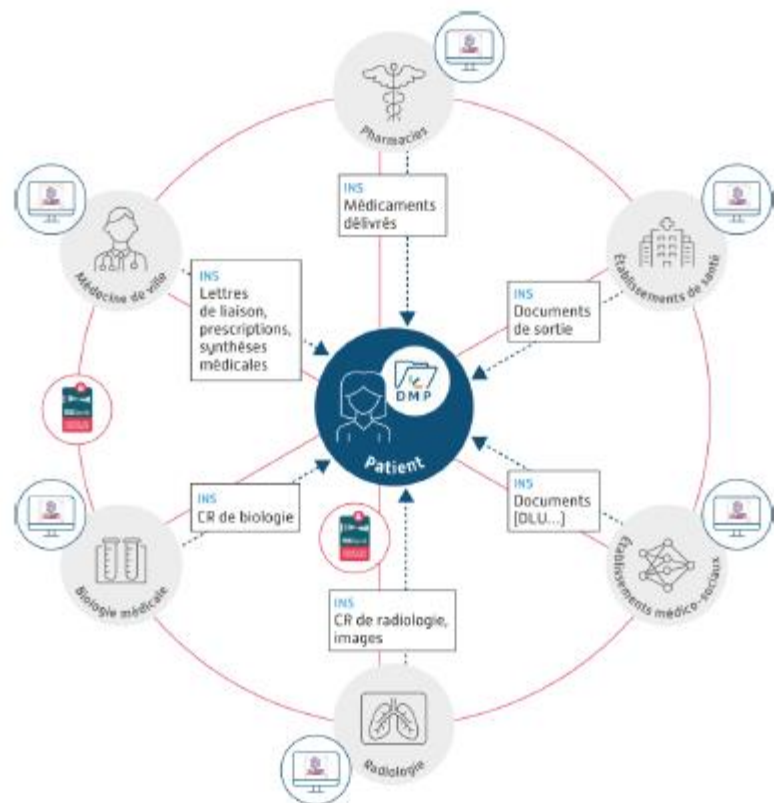 Pharmacies
INS
Médicaments
délivrés
Médecine de ville
INS
Lettres
de liaison,
prescriptions,
synthèses
médicales
Établissements de santé
INS
Documents
de sortie
DMP
Patient
INS
CR de biologie
Biologie médicale
INS
Documents
[DLU...]
Établissements médico-sociaux
INS
CR de radiologie,
images
Radiologie